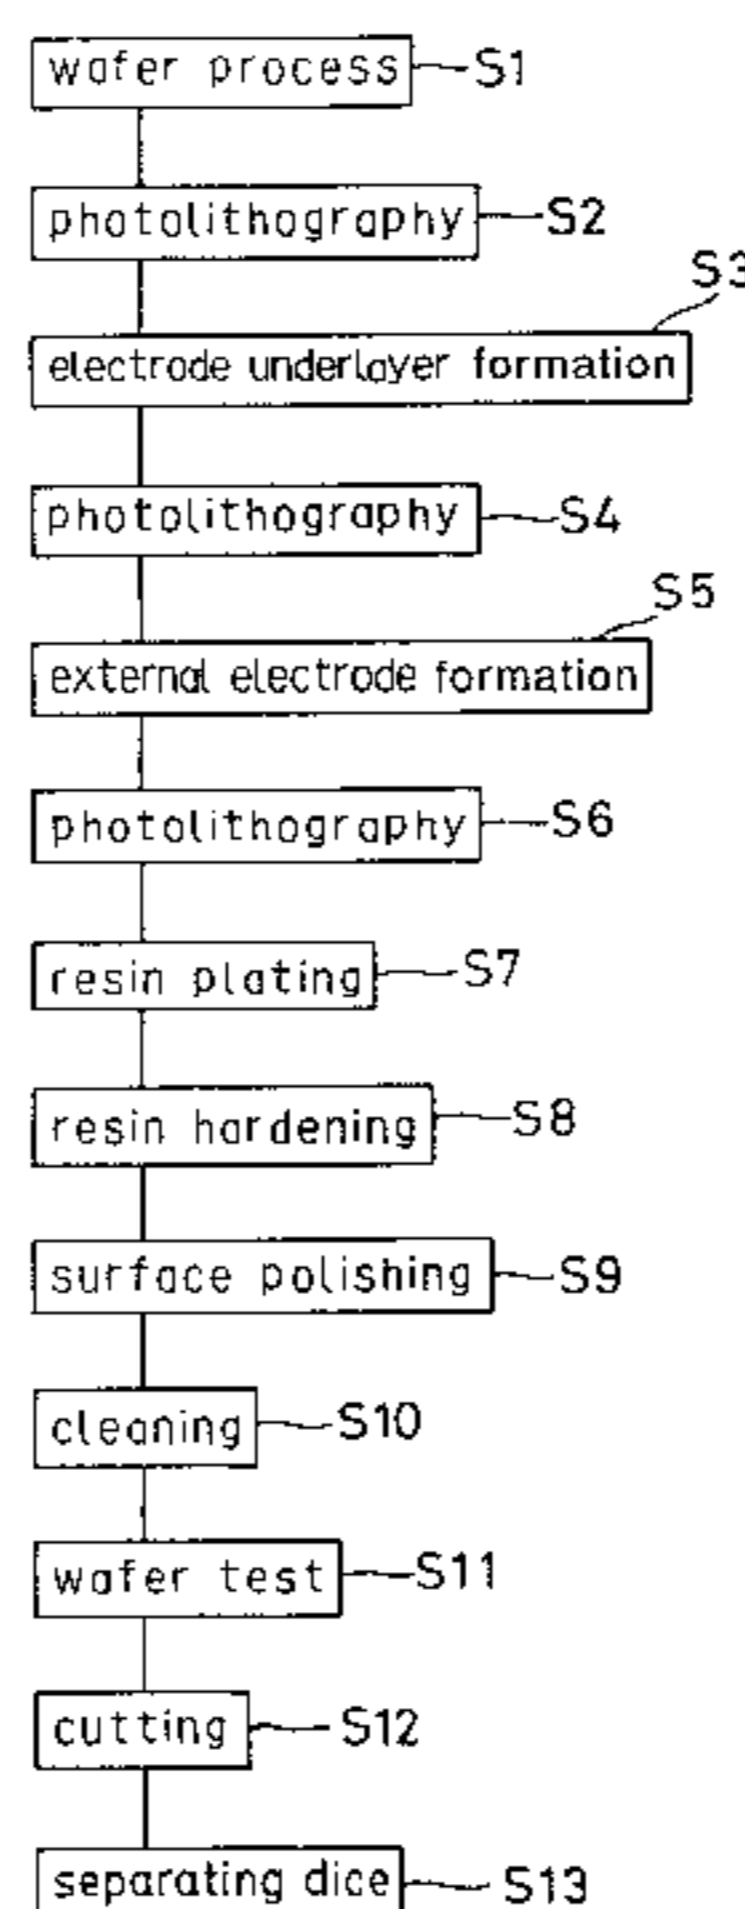 wafer process S1
photolithography S2
S3
electrode underlayer formation
photolithography S4
S5
external electrode formation
photolithography S6
resin plating S7
resin hardening S8
surface polishing S9
cleaning S10
wafer test S11
cutting S12
separating dice S13